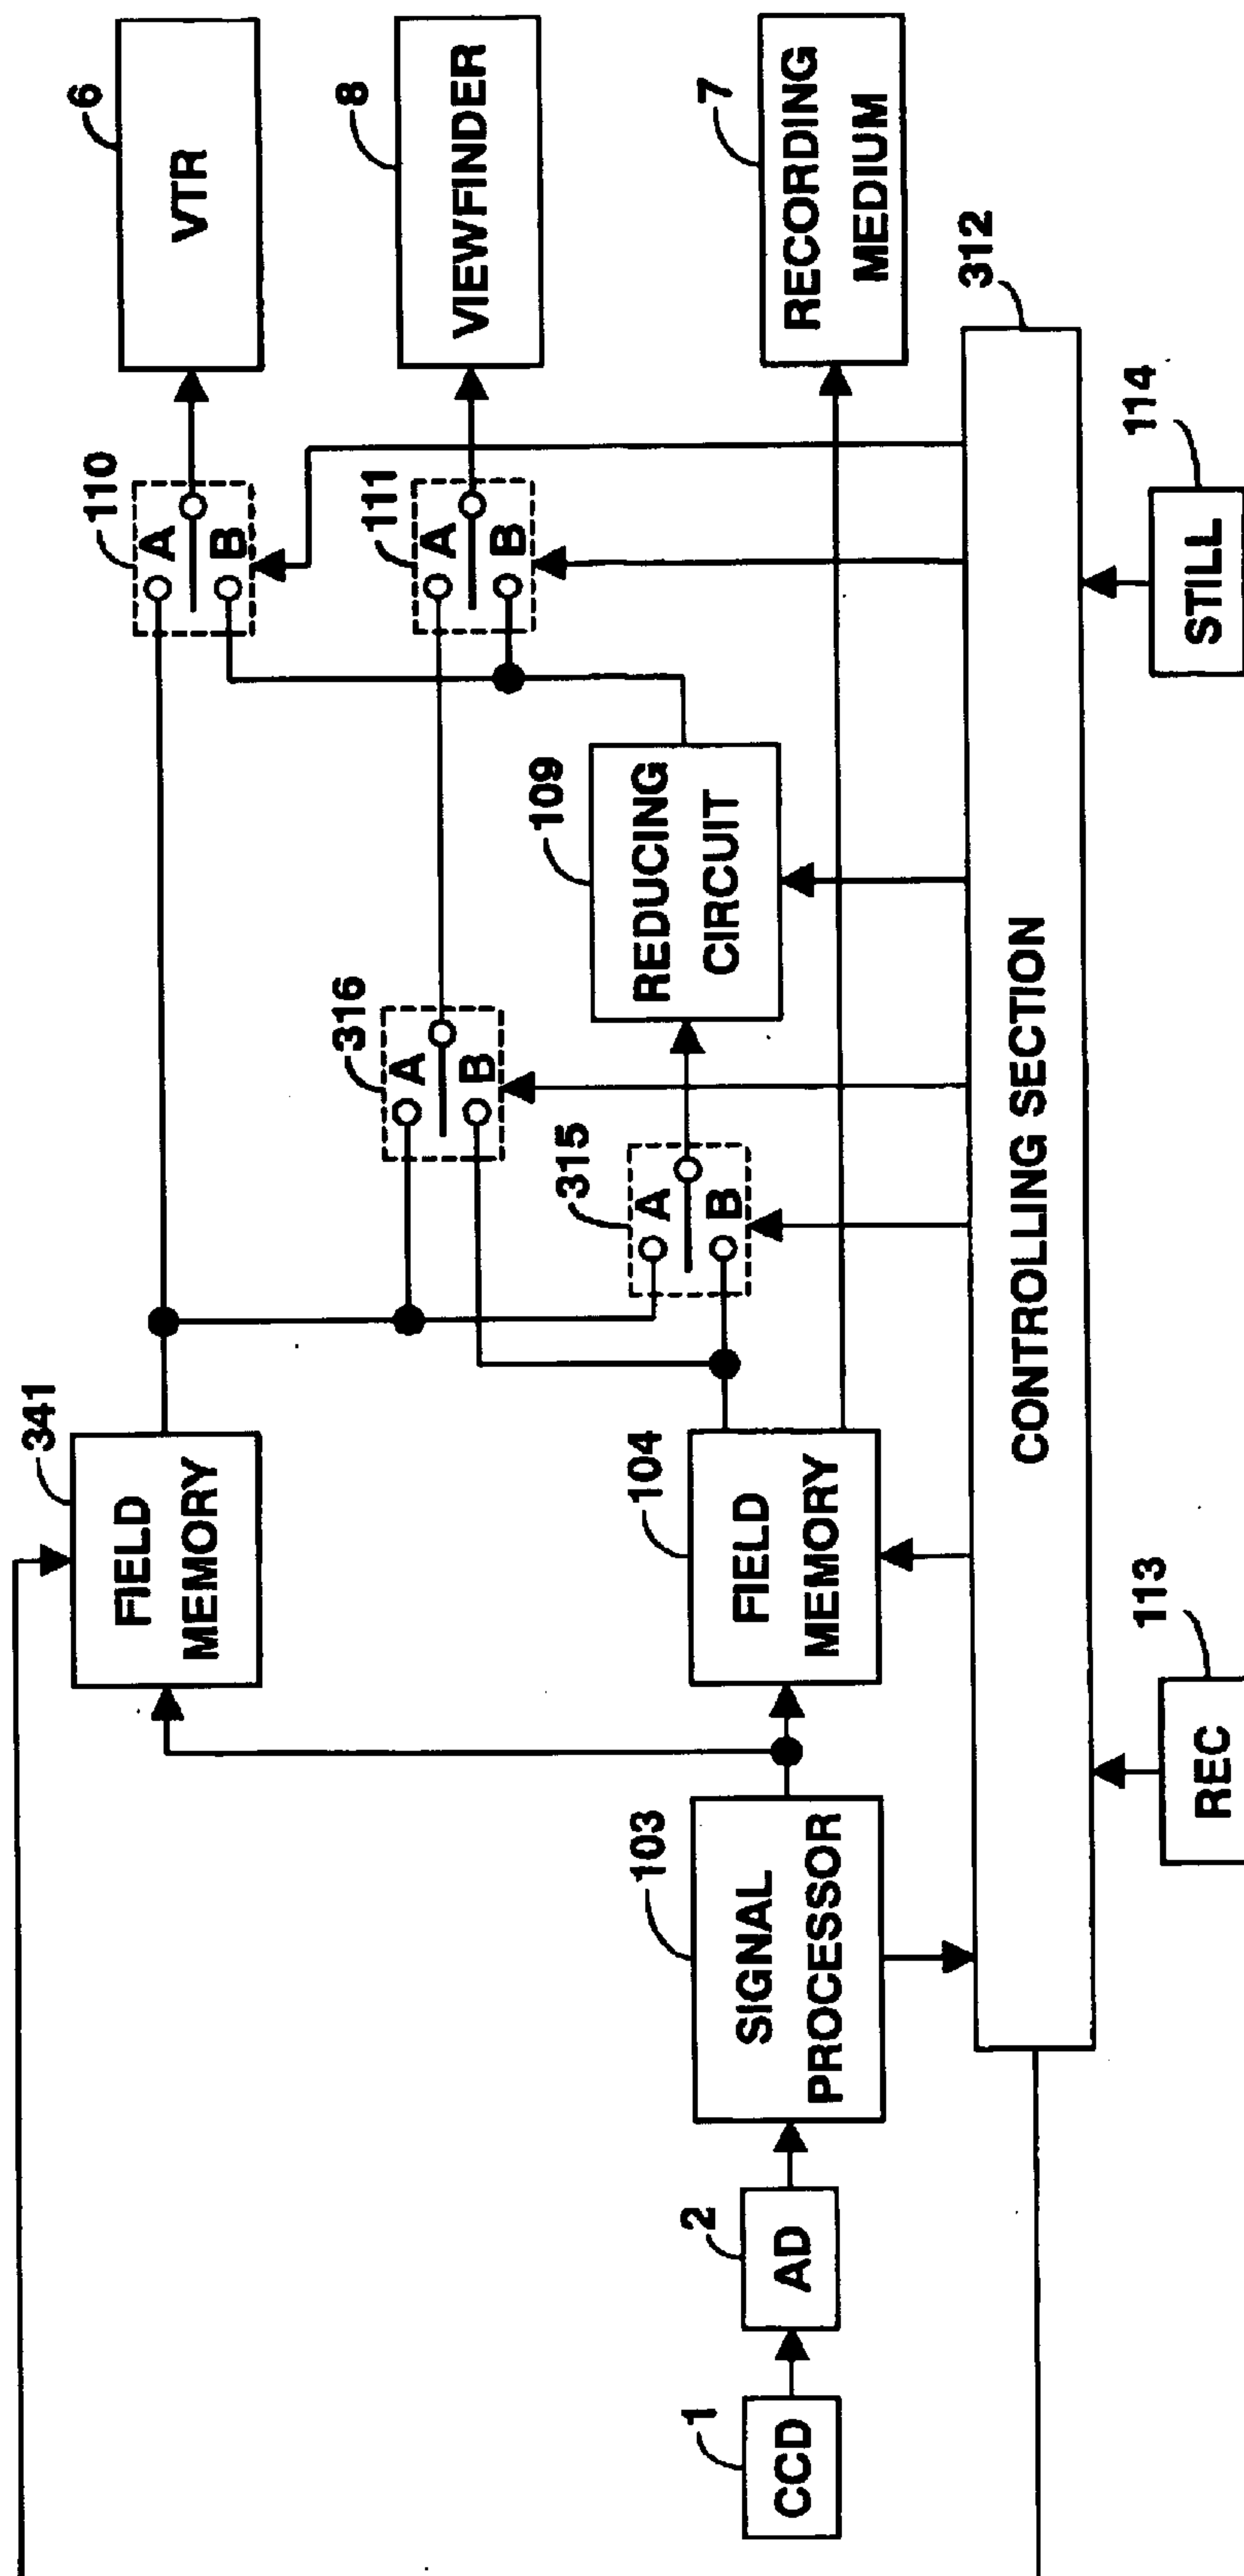 6
VTR
8
VIEWFINDER
7
RECORDING
MEDIUM
110
A
B
111
A
B
312
114
STILL
109
REDUCING
CIRCUIT
316
A
B
315
A
B
CONTROLLING SECTION
341
FIELD
MEMORY
104
FIELD
MEMORY
113
REC
103
SIGNAL
PROCESSOR
2
AD
1
CCD